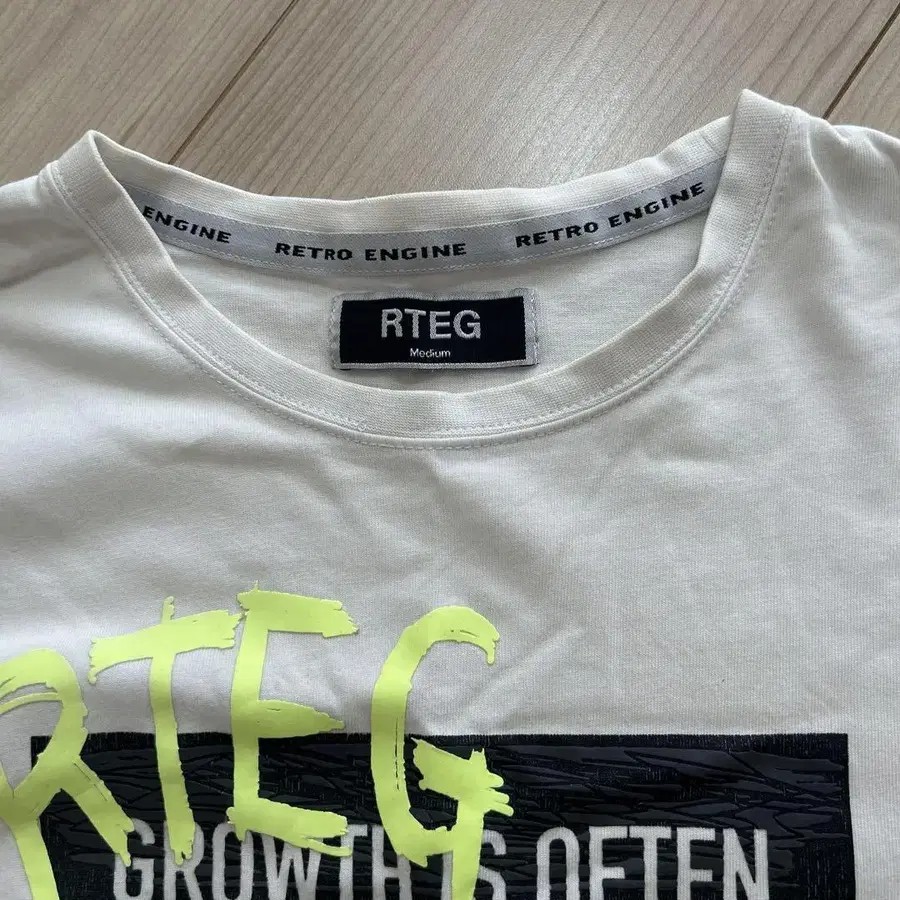 ENGINE RETRO ENGINE RETRO ENGINE
RTEG
Medium
RTEG
GROWTH IS OFTEN